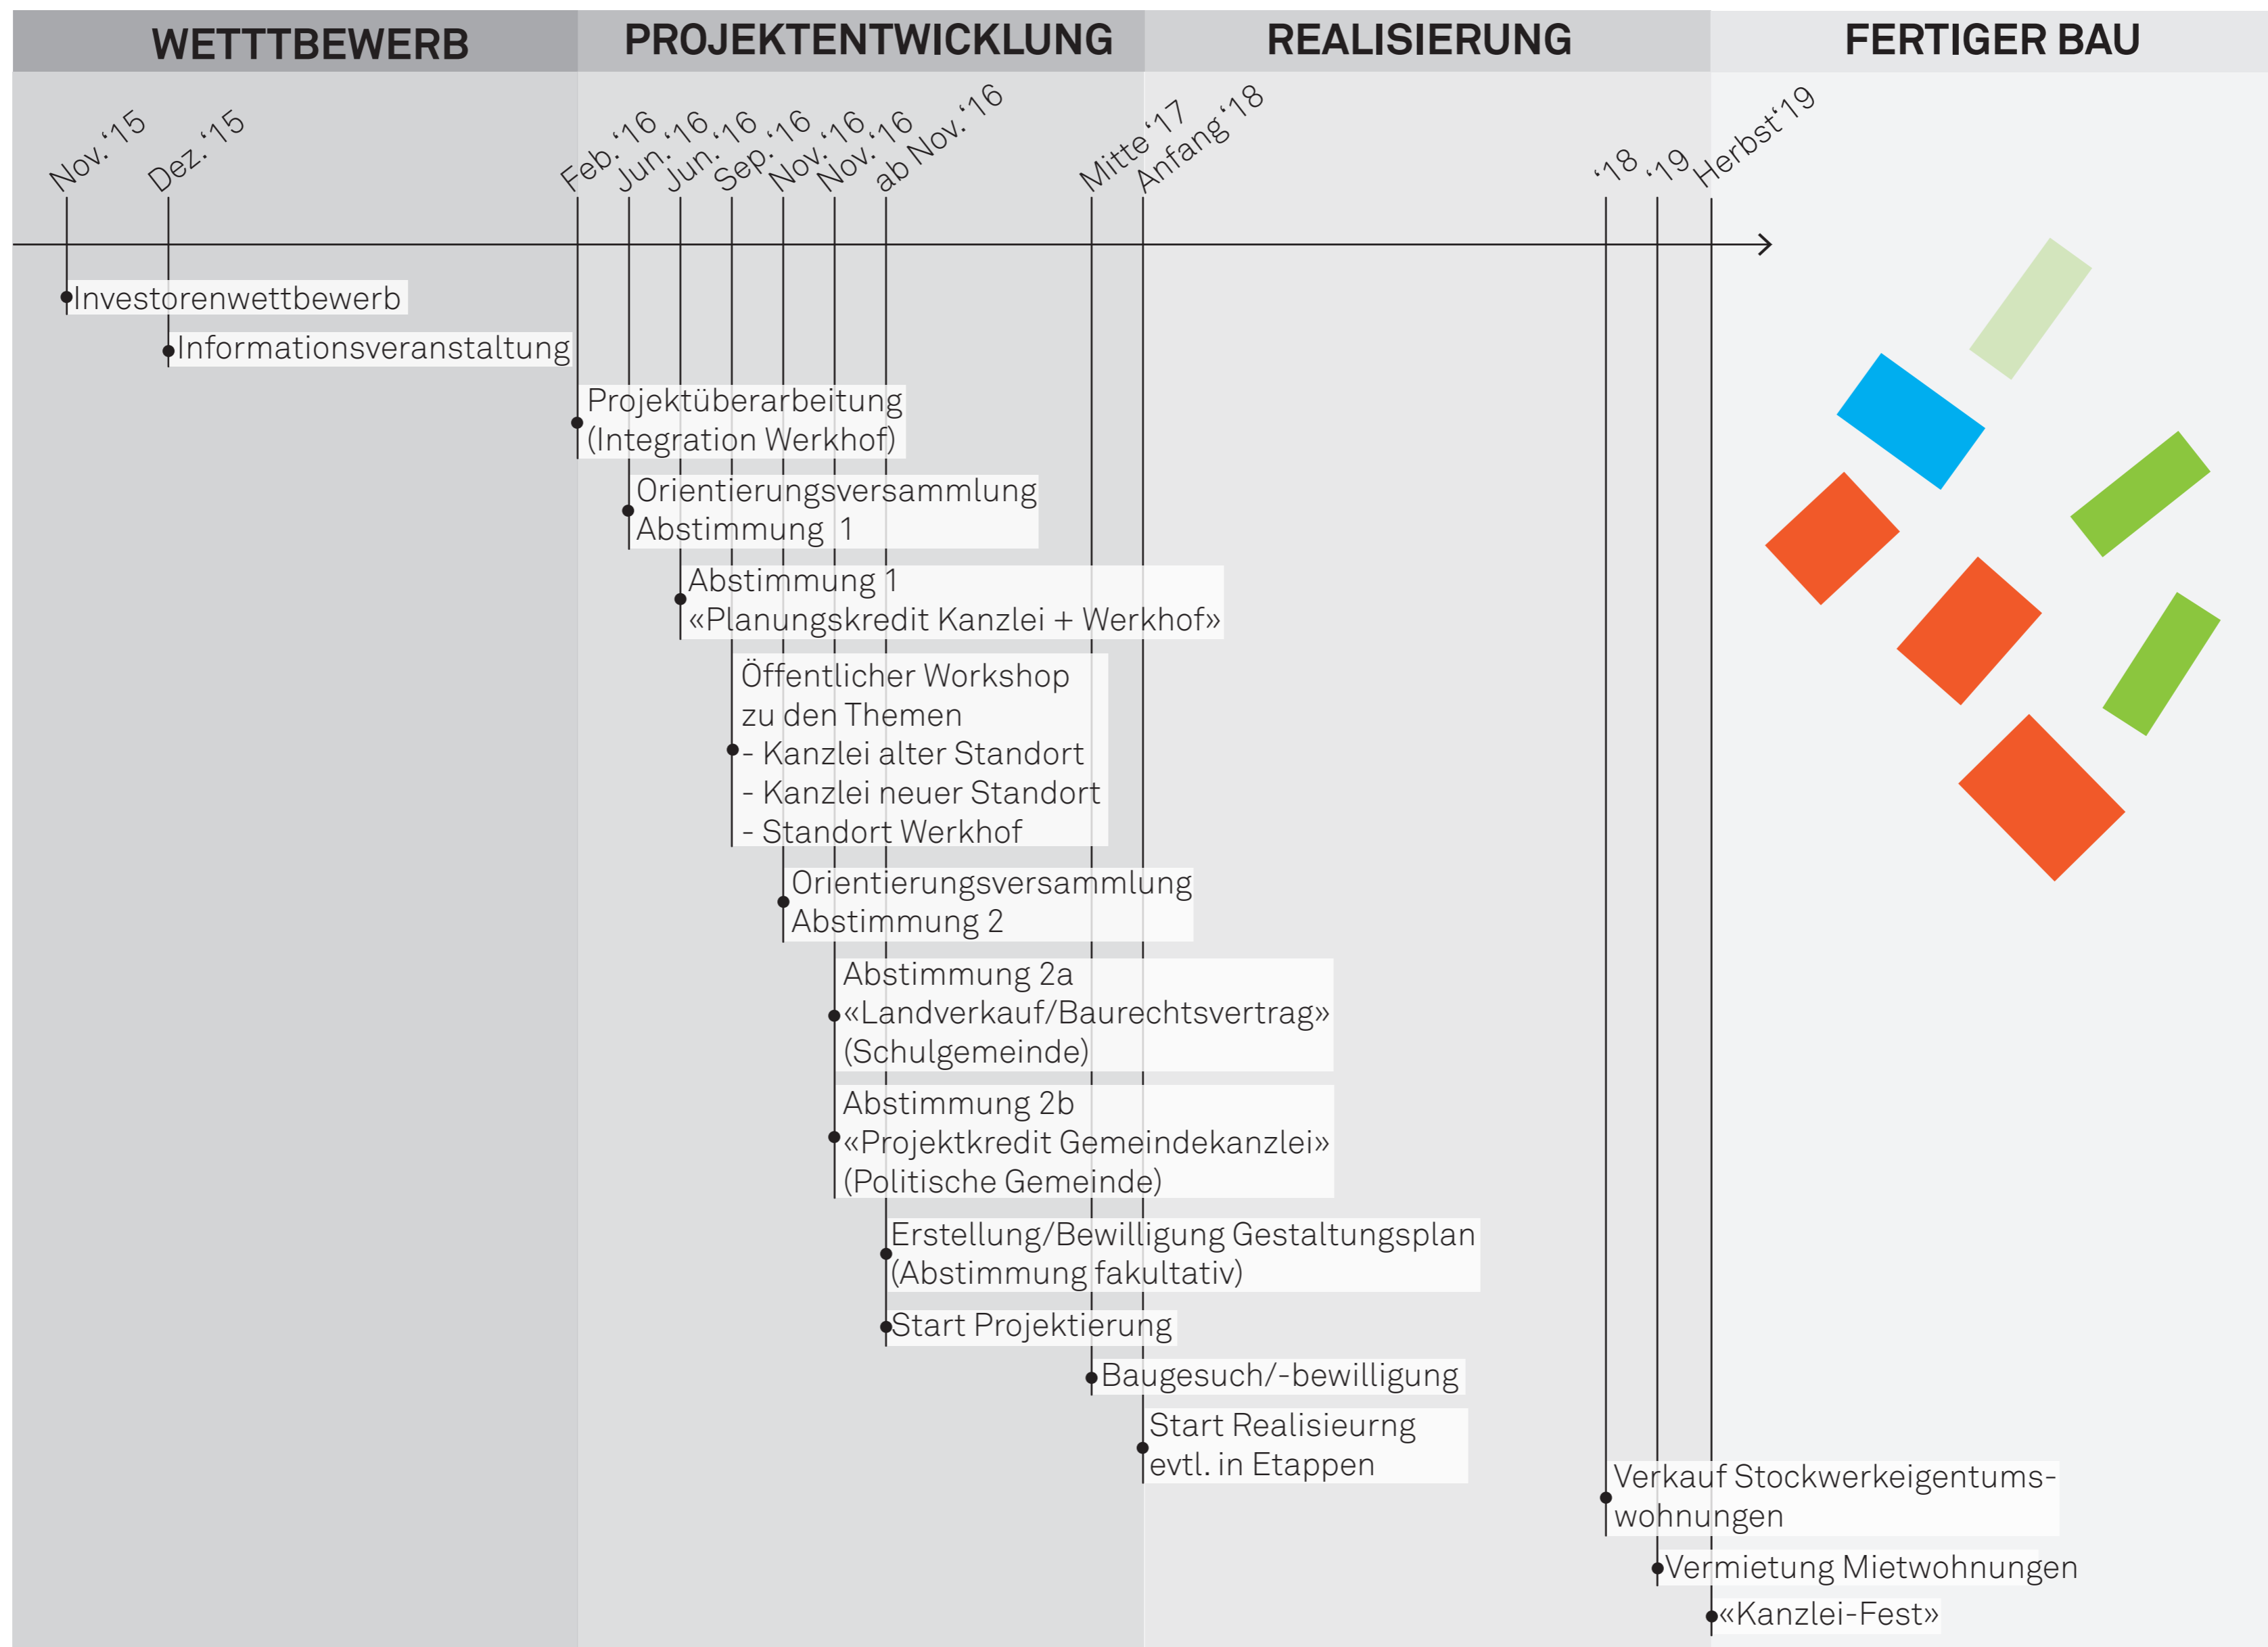 WETTTBEWERB
PROJEKTENTWICKLUNG
REALISIERUNG
FERTIGER BAU
Nov. ‘15
Dez. ‘15
Feb. ‘16
Jun. ‘16
Jun. ‘16
Sep. ‘16
Nov. ‘16
Nov. ‘16
ab Nov. ‘16
Mitte ‘17
Anfang ‘18
‘18
‘19
Herbst‘19
Investorenwettbewerb
Informationsveranstaltung
Projektüberarbeitung
(Integration Werkhof)
Orientierungsversammlung
Abstimmung 1
Abstimmung 1
«Planungskredit Kanzlei + Werkhof»
Öffentlicher Workshop
zu den Themen
- Kanzlei alter Standort
- Kanzlei neuer Standort
- Standort Werkhof
Orientierungsversammlung
Abstimmung 2
Abstimmung 2a
«Landverkauf/Baurechtsvertrag»
(Schulgemeinde)
Abstimmung 2b
«Projektkredit Gemeindekanzlei»
(Politische Gemeinde)
Erstellung/Bewilligung Gestaltungsplan
(Abstimmung fakultativ)
Start Projektierung
Baugesuch/-bewilligung
Start Realisieurng
evtl. in Etappen
Verkauf Stockwerkeigentums-
wohnungen
Vermietung Mietwohnungen
«Kanzlei-Fest»